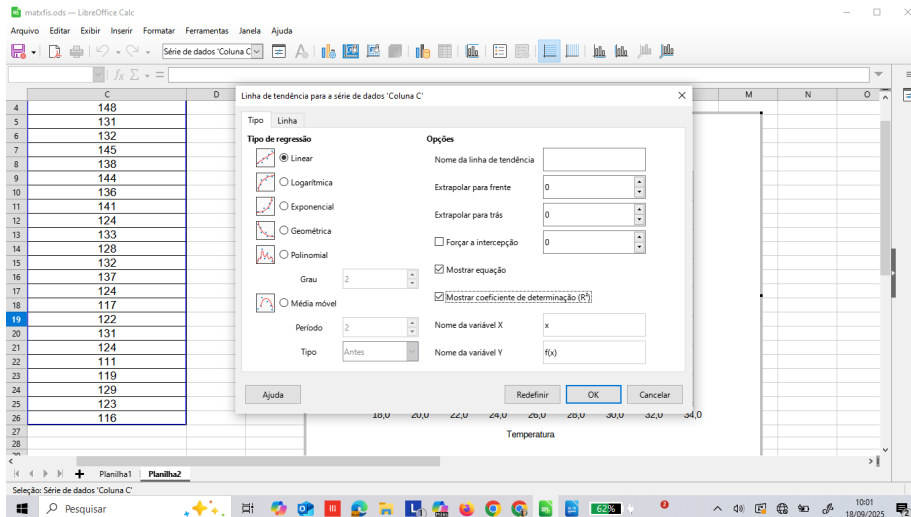 matxfis.ods — LibreOffice Calc
Arquivo Editar Exibir Inserir Formatar Ferramentas Janela Ajuda
Série de dados 'Coluna C'
C D M N O
4 148
5 131
6 132
7 145
8 138
9 144
10 136
11 141
12 124
13 133
14 128
15 132
16 137
17 124
18 117
19 122
20 131
21 124
22 111
23 119
24 129
25 123
26 116
27
28
Linha de tendência para a série de dados 'Coluna C'
Tipo Linha
Tipo de regressão
Linear
Logarítmica
Exponencial
Geométrica
Polinomial
Grau 2
Média móvel
Período 2
Tipo Antes
Opções
Nome da linha de tendência
Extrapolar para frente 0
Extrapolar para trás 0
Forçar a intercepção 0
Mostrar equação
Mostrar coeficiente de determinação (R²)
Nome da variável X x
Nome da variável Y f(x)
Ajuda Redefinir OK Cancelar
18,0 20,0 22,0 24,0 26,0 28,0 30,0 32,0 34,0
Temperatura
Planilha1 Planilha2
Seleção: Série de dados 'Coluna C'
Pesquisar
62%
10:01
18/09/2025